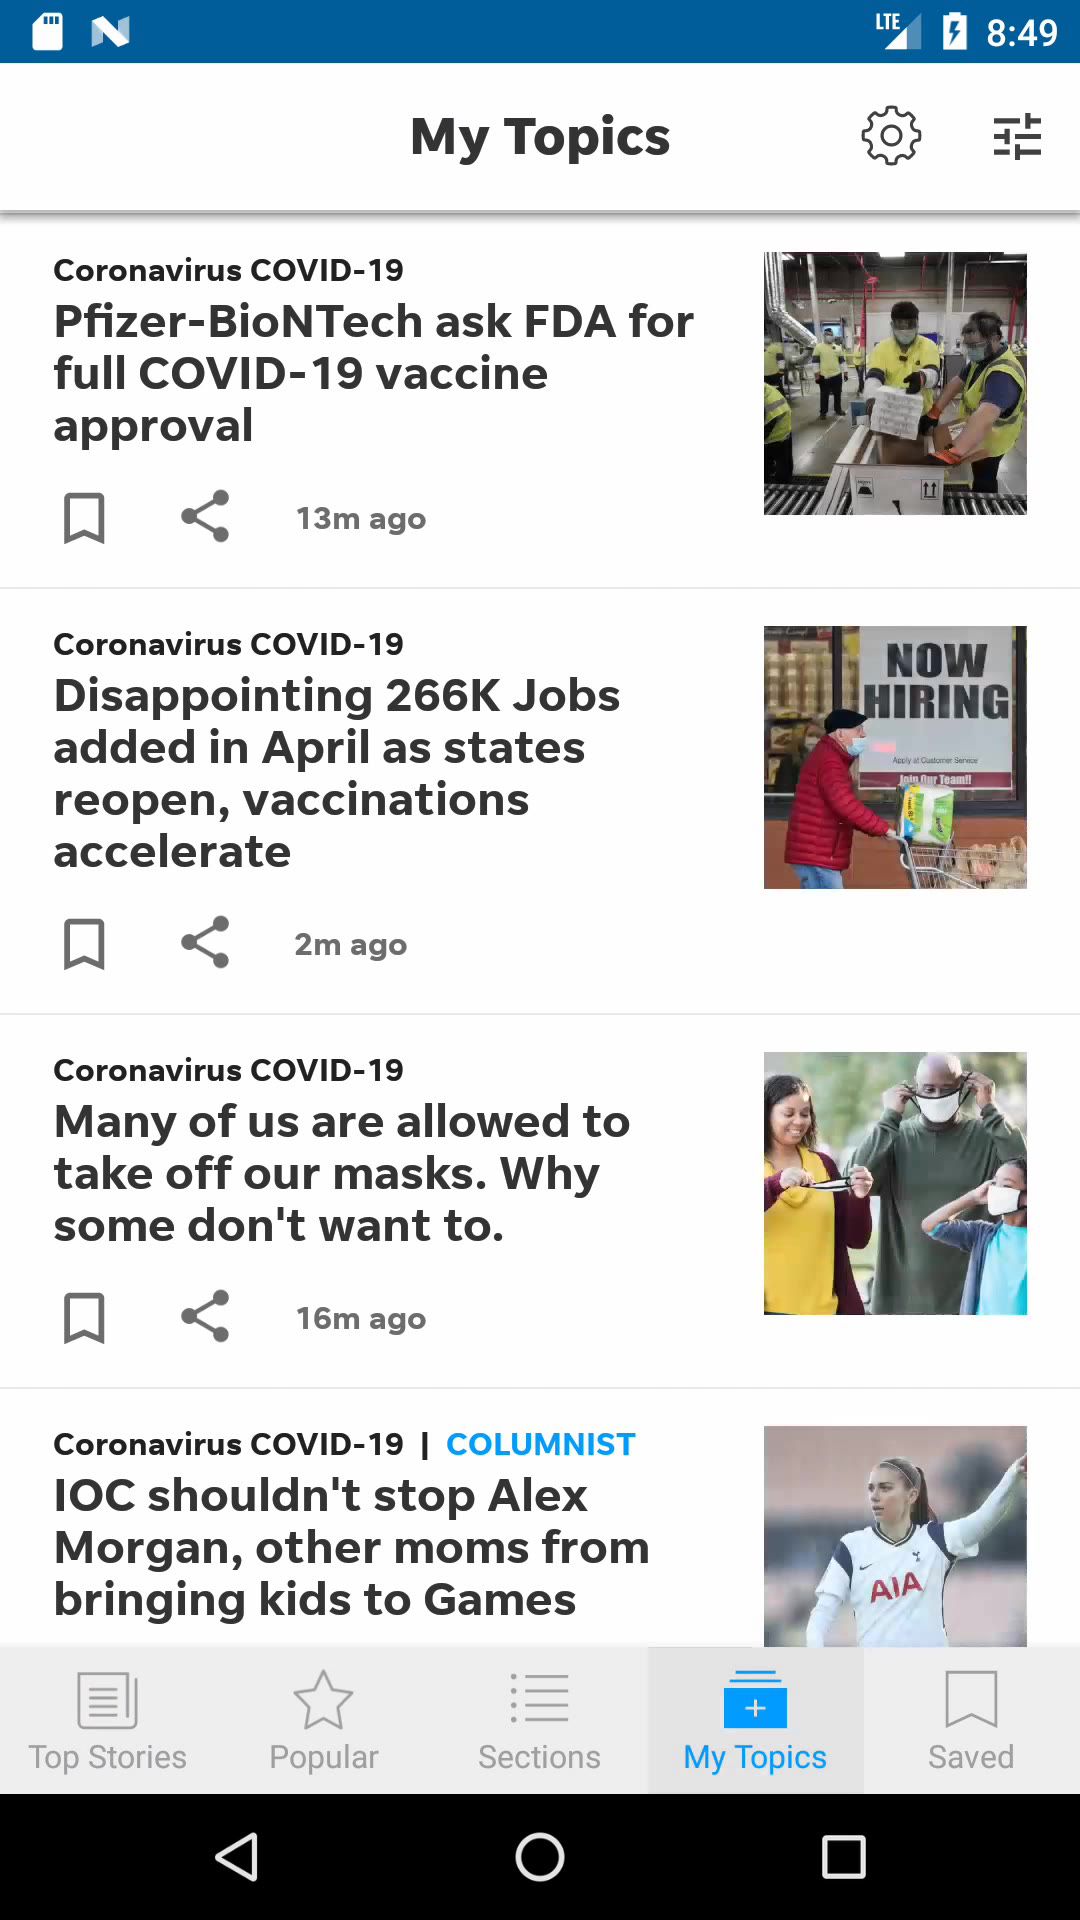 LTE 8:49
My Topics
Coronavirus COVID-19
Pfizer-BioNTech ask FDA for
full COVID-19 vaccine
approval
13m ago
Coronavirus COVID-19
Disappointing 266K Jobs
added in April as states
reopen, vaccinations
accelerate
NOW
HIRING
Apply at Customer Service
Join Our Team!!
2m ago
Coronavirus COVID-19
Many of us are allowed to
take off our masks. Why
some don't want to.
16m ago
Coronavirus COVID-19 | COLUMNIST
IOC shouldn't stop Alex
Morgan, other moms from
bringing kids to Games
AIA
Top Stories
Popular
Sections
My Topics
Saved